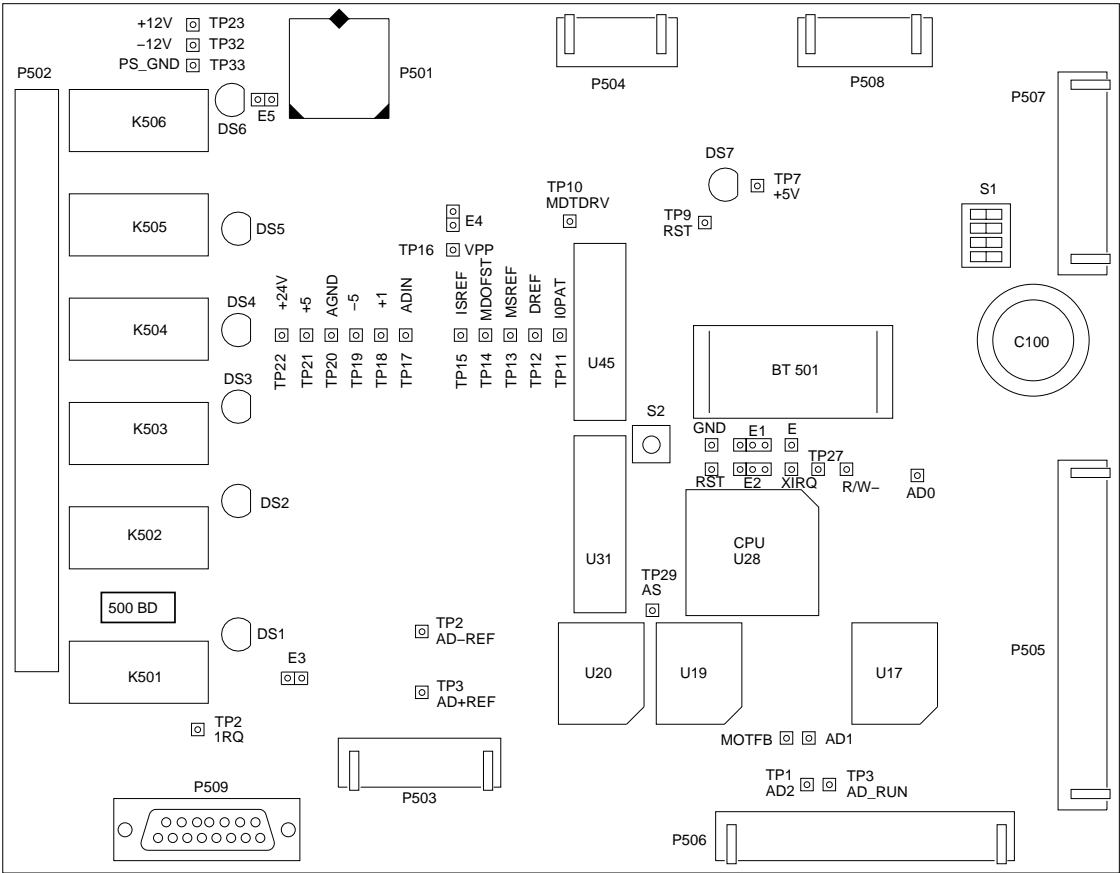 +12V TP23
−12V TP32
PS_GND TP33
P502
P501
P504
P508
P507
K506
DS6
E5
DS7
TP7
+5V
S1
TP10
MDTDRV
TP9
RST
K505
DS5
E4
TP16 VPP
+24V
+5
AGND
−5
+1
ADIN
ISREF
MDOFST
MSREF
DREF
I0PAT
TP22
TP21
TP20
TP19
TP18
TP17
TP15
TP14
TP13
TP12
TP11
K504
DS4
U45
BT 501
C100
DS3
K503
S2
GND E1 E
TP27
RST E2 XIRQ R/W−
AD0
DS2
K502
U31
CPU
U28
TP29
AS
500 BD
DS1
TP2
AD−REF
P505
K501
E3
U20
U19
U17
TP3
AD+REF
TP2
1RQ
MOTFB AD1
TP1
AD2
TP3
AD_RUN
P509
P503
P506